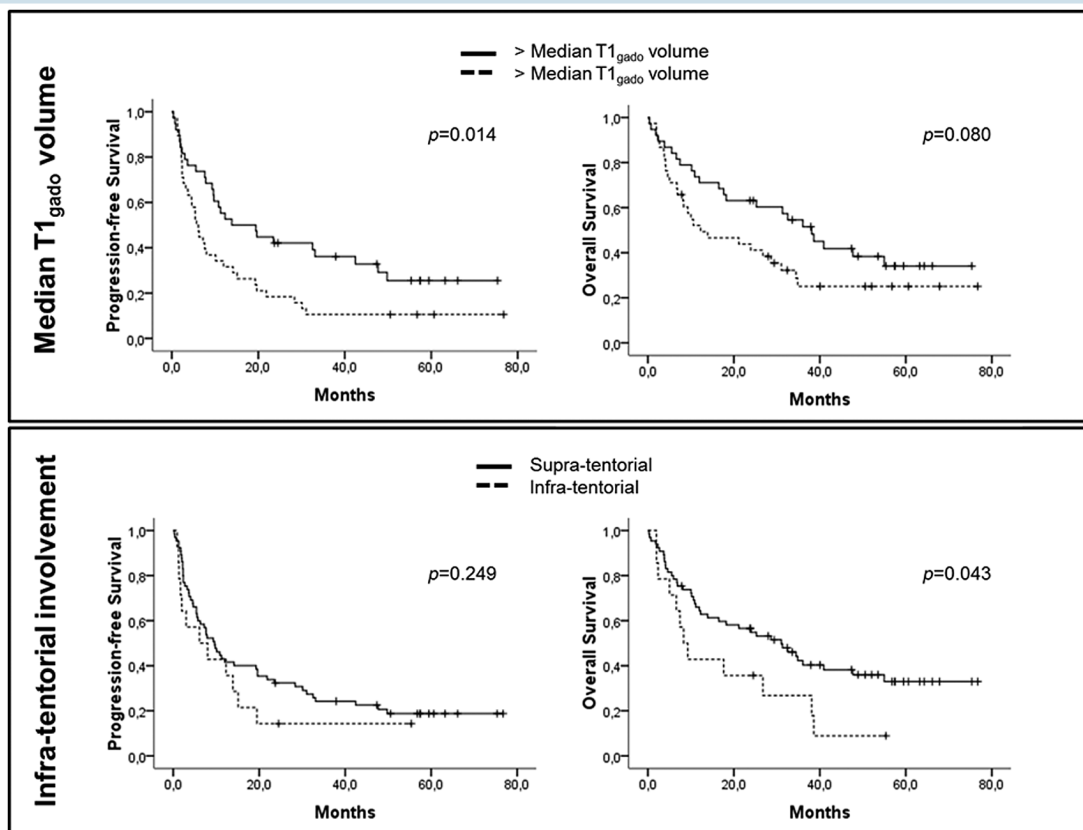 Median T1gado volume
> Median T1gado volume
> Median T1gado volume
Progression-free Survival
1,0
0,8
0,6
0,4
0,2
0,0
p=0.014
0,0 20,0 40,0 60,0 80,0
Months
Overall Survival
1,0
0,8
0,6
0,4
0,2
0,0
p=0.080
0,0 20,0 40,0 60,0 80,0
Months
Infra-tentorial involvement
Supra-tentorial
Infra-tentorial
Progression-free Survival
1,0
0,8
0,6
0,4
0,2
0,0
p=0.249
0,0 20,0 40,0 60,0 80,0
Months
Overall Survival
1,0
0,8
0,6
0,4
0,2
0,0
p=0.043
0,0 20,0 40,0 60,0 80,0
Months